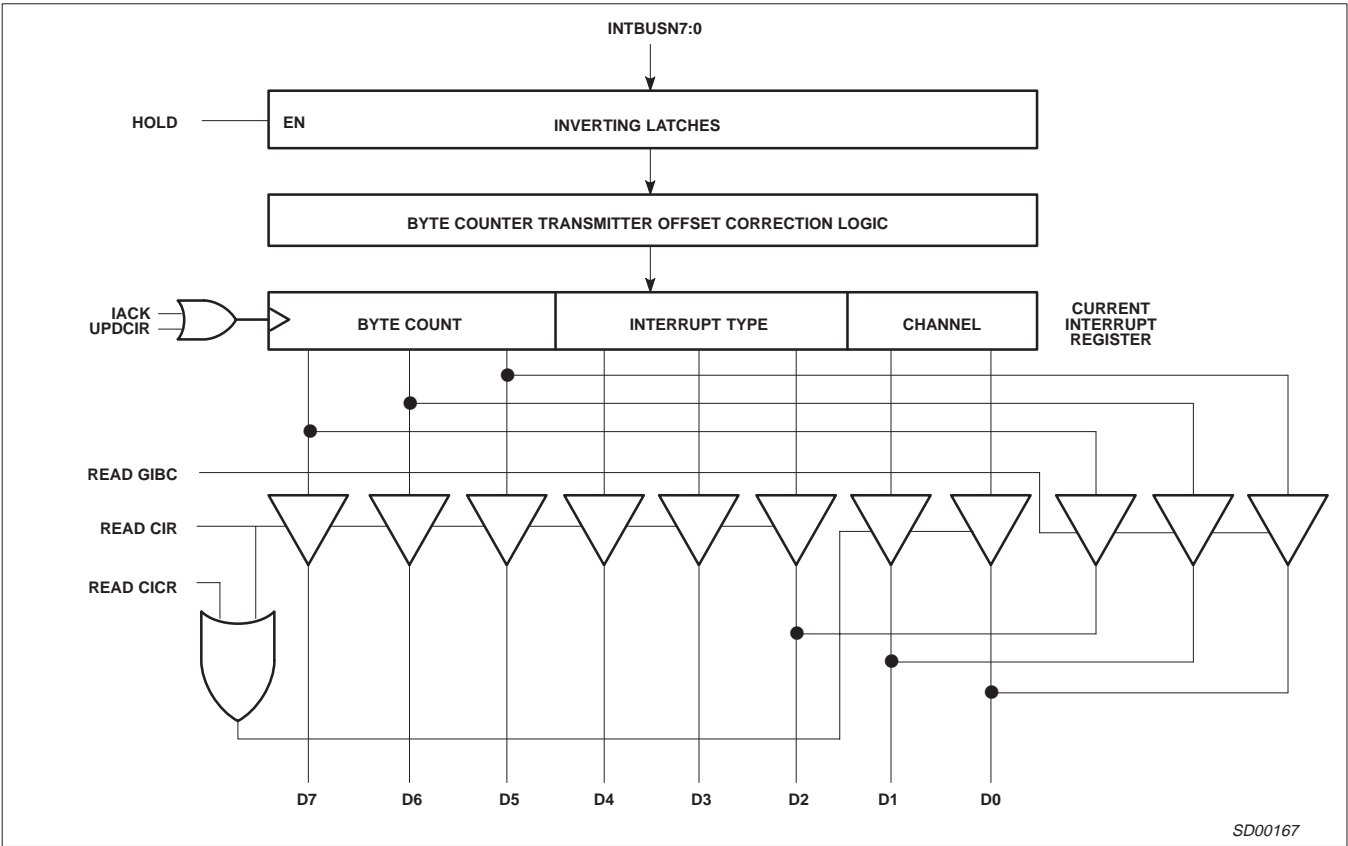 INTBUSN7:0
HOLD
EN
INVERTING LATCHES
BYTE COUNTER TRANSMITTER OFFSET CORRECTION LOGIC
IACK
UPDCIR
BYTE COUNT
INTERRUPT TYPE
CHANNEL
CURRENT
INTERRUPT
REGISTER
READ GIBC
READ CIR
READ CICR
D7
D6
D5
D4
D3
D2
D1
D0
SD00167